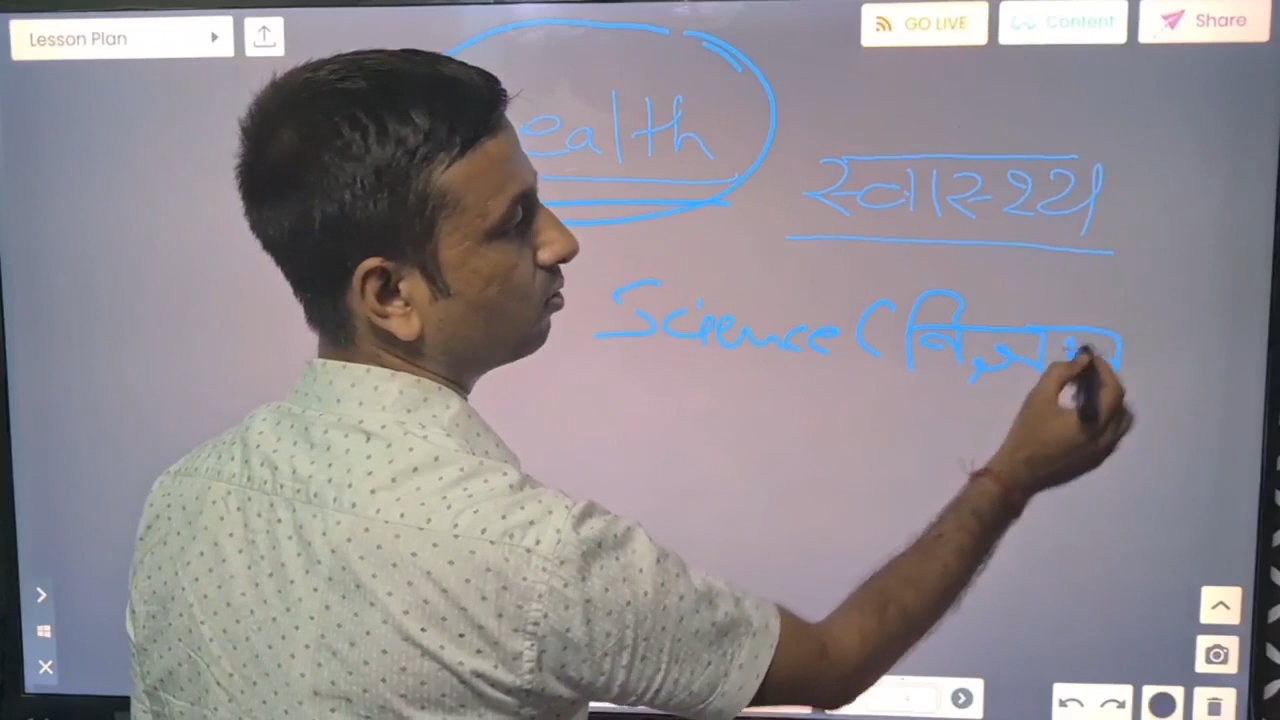 Lesson Plan
GO LIVE
Content
Share
ealth
स्वास्थ्य
Science (